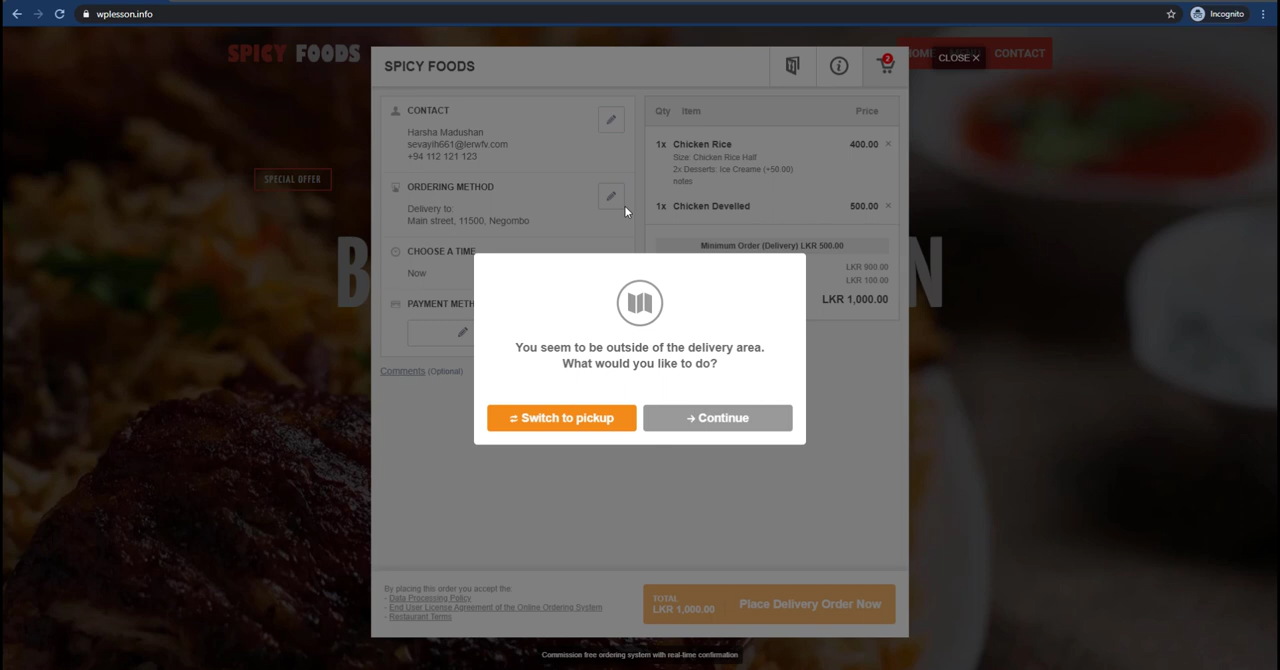 wplesson.info
Incognito
SPICY FOODS
HOME
CONTACT
CLOSE X
SPICY FOODS
2
SPECIAL OFFER
CONTACT
Harsha Madushan
sevayih661@lerwfv.com
+94 112 121 123
ORDERING METHOD
Delivery to:
Main street, 11500, Negombo
CHOOSE A TIME
Now
PAYMENT METH
Comments (Optional)
Qty Item Price
1x Chicken Rice 400.00
Size: Chicken Rice Half
2x Desserts: Ice Creame (+50.00)
notes
1x Chicken Develled 500.00
Minimum Order (Delivery) LKR 500.00
LKR 900.00
LKR 100.00
LKR 1,000.00
You seem to be outside of the delivery area.
What would you like to do?
Switch to pickup
Continue
By placing this order you accept the:
- Data Processing Policy
- End User License Agreement of the Online Ordering System
- Restaurant Terms
TOTAL
LKR 1,000.00
Place Delivery Order Now
Commission free ordering system with real-time confirmation